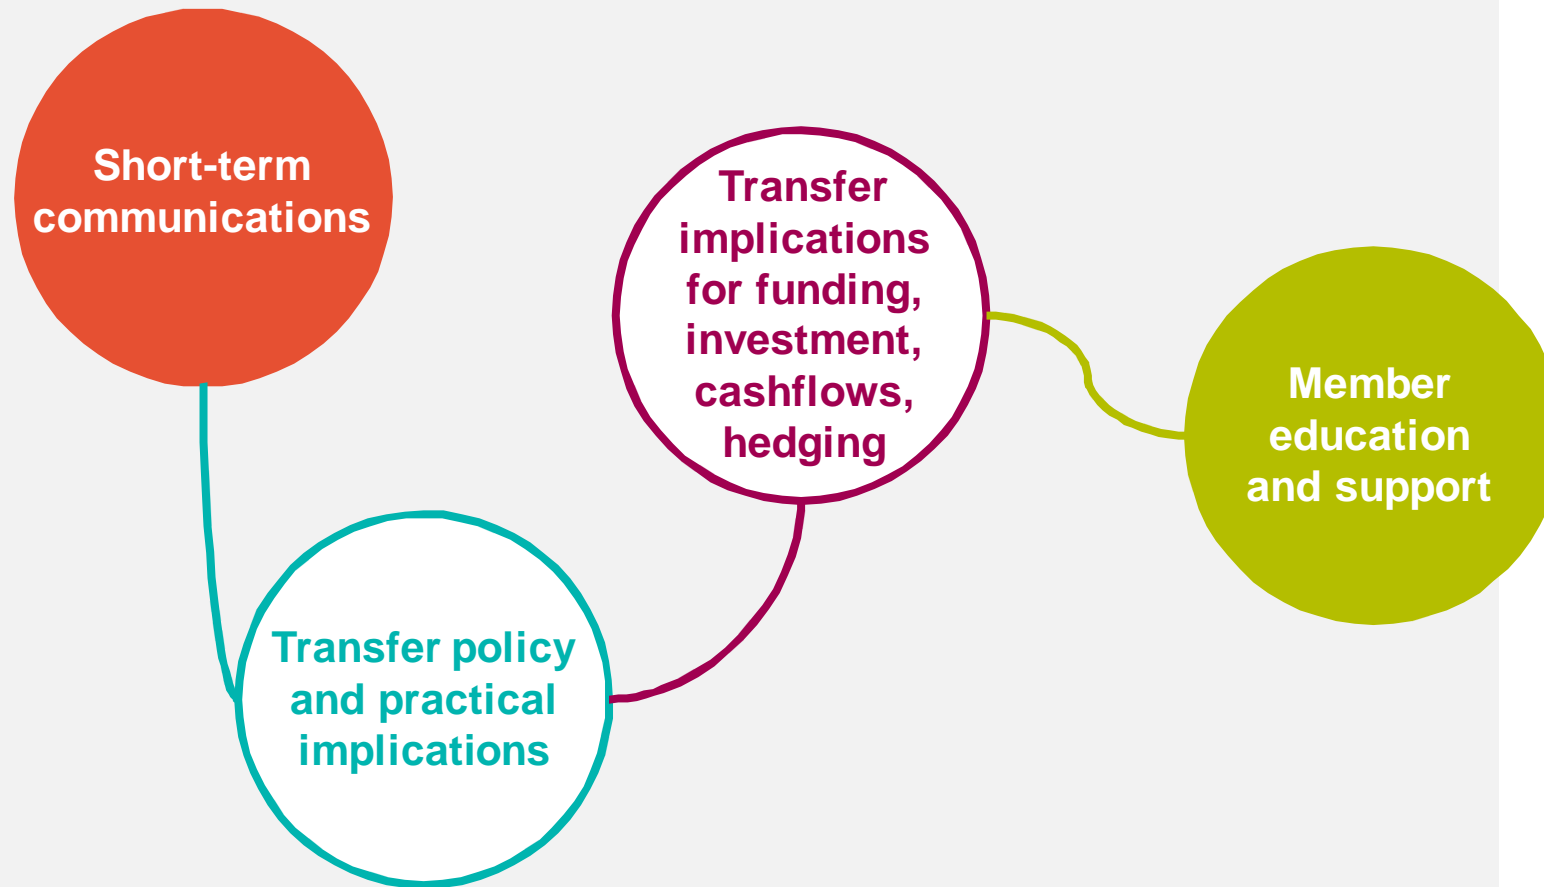 Short-term
communications
Transfer policy
and practical
implications
Transfer
implications
for funding,
investment,
cashflows,
hedging
Member
education
and support